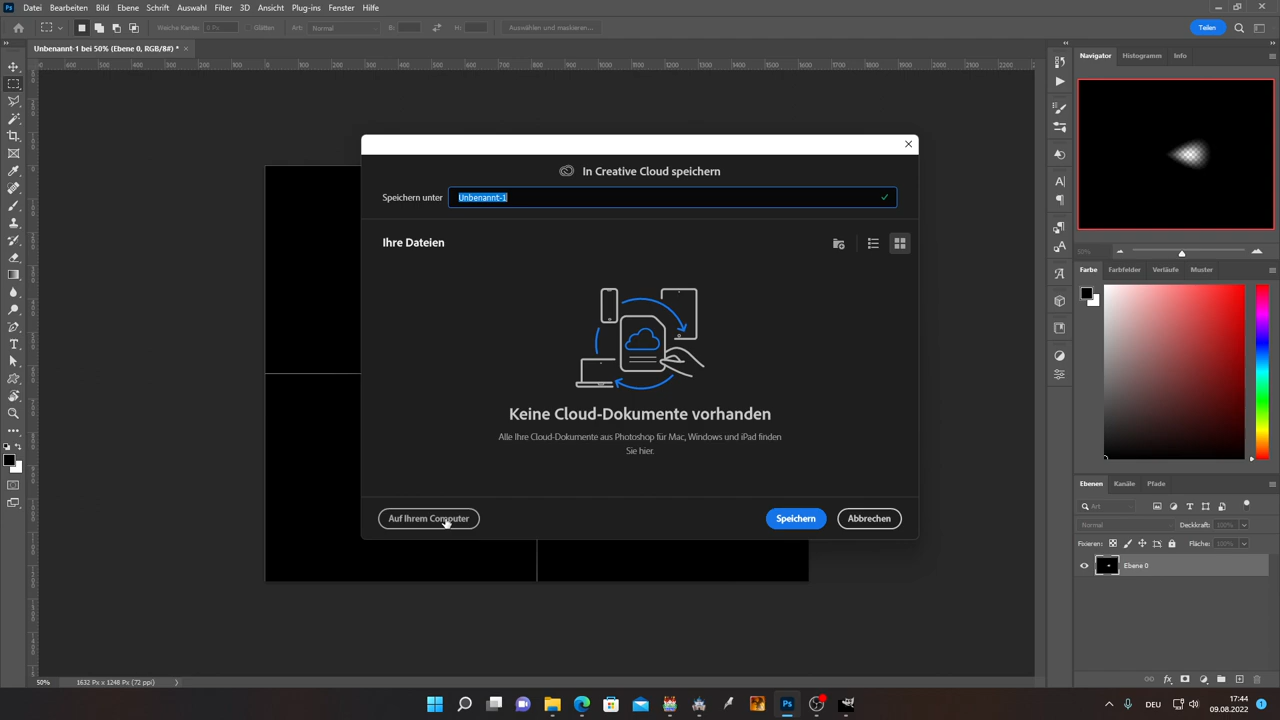 Ps Datei Bearbeiten Bild Ebene Schrift Auswahl Filter 3D Ansicht Plug-ins Fenster Hilfe
Weiche Kante: 0 Px Glätten Art: Normal B: H: Auswählen und maskieren... Teilen
Unbenannt-1 bei 50% (Ebene 0, RGB/8#) * ×
Navigator Histogramm Info
In Creative Cloud speichern
Speichern unter Unbenannt-1
Ihre Dateien
50%
Farbe Farbfelder Verläufe Muster
Keine Cloud-Dokumente vorhanden
Alle Ihre Cloud-Dokumente aus Photoshop für Mac, Windows und iPad finden
Sie hier.
Auf Ihrem Computer Speichern Abbrechen
Ebenen Kanäle Pfade
Art
Normal Deckkraft: 100%
Fixieren: Fläche: 100%
Ebene 0
50% 1632 Px x 1248 Px (72 ppi)
DEU 17:44
09.08.2022